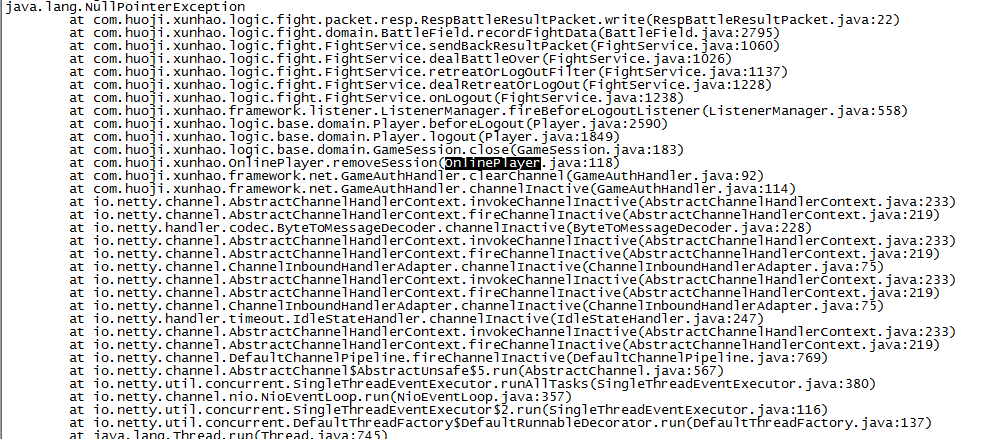 java.lang.NullPointerException
at com.huoji.xunhao.logic.fight.packet.resp.RespBattleResultPacket.write(RespBattleResultPacket.java:22)
at com.huoji.xunhao.logic.fight.domain.BattleField.recordFightData(BattleField.java:2795)
at com.huoji.xunhao.logic.fight.FightService.sendBackResultPacket(FightService.java:1060)
at com.huoji.xunhao.logic.fight.FightService.dealBattleOver(FightService.java:1026)
at com.huoji.xunhao.logic.fight.FightService.retreatOrLogOutFilter(FightService.java:1137)
at com.huoji.xunhao.logic.fight.FightService.dealRetreatOrLogOut(FightService.java:1228)
at com.huoji.xunhao.logic.fight.FightService.onLogout(FightService.java:1238)
at com.huoji.xunhao.framework.listener.ListenerManager.fireBeforeLogoutListener(ListenerManager.java:558)
at com.huoji.xunhao.logic.base.domain.Player.beforeLogout(Player.java:2590)
at com.huoji.xunhao.logic.base.domain.Player.logout(Player.java:1849)
at com.huoji.xunhao.logic.base.domain.GameSession.close(GameSession.java:183)
at com.huoji.xunhao.OnlinePlayer.removeSession(OnlinePlayer.java:118)
at com.huoji.xunhao.framework.net.GameAuthHandler.clearChannel(GameAuthHandler.java:92)
at com.huoji.xunhao.framework.net.GameAuthHandler.channelInactive(GameAuthHandler.java:114)
at io.netty.channel.AbstractChannelHandlerContext.invokeChannelInactive(AbstractChannelHandlerContext.java:233)
at io.netty.channel.AbstractChannelHandlerContext.fireChannelInactive(AbstractChannelHandlerContext.java:219)
at io.netty.handler.codec.ByteToMessageDecoder.channelInactive(ByteToMessageDecoder.java:228)
at io.netty.channel.AbstractChannelHandlerContext.invokeChannelInactive(AbstractChannelHandlerContext.java:233)
at io.netty.channel.AbstractChannelHandlerContext.fireChannelInactive(AbstractChannelHandlerContext.java:219)
at io.netty.channel.ChannelInboundHandlerAdapter.channelInactive(ChannelInboundHandlerAdapter.java:75)
at io.netty.channel.AbstractChannelHandlerContext.invokeChannelInactive(AbstractChannelHandlerContext.java:233)
at io.netty.channel.AbstractChannelHandlerContext.fireChannelInactive(AbstractChannelHandlerContext.java:219)
at io.netty.channel.ChannelInboundHandlerAdapter.channelInactive(ChannelInboundHandlerAdapter.java:75)
at io.netty.handler.timeout.IdleStateHandler.channelInactive(IdleStateHandler.java:247)
at io.netty.channel.AbstractChannelHandlerContext.invokeChannelInactive(AbstractChannelHandlerContext.java:233)
at io.netty.channel.AbstractChannelHandlerContext.fireChannelInactive(AbstractChannelHandlerContext.java:219)
at io.netty.channel.DefaultChannelPipeline.fireChannelInactive(DefaultChannelPipeline.java:769)
at io.netty.channel.AbstractChannel$AbstractUnsafe$5.run(AbstractChannel.java:567)
at io.netty.util.concurrent.SingleThreadEventExecutor.runAllTasks(SingleThreadEventExecutor.java:380)
at io.netty.channel.nio.NioEventLoop.run(NioEventLoop.java:357)
at io.netty.util.concurrent.SingleThreadEventExecutor$2.run(SingleThreadEventExecutor.java:116)
at io.netty.util.concurrent.DefaultThreadFactory$DefaultRunnableDecorator.run(DefaultThreadFactory.java:137)
at java.lang.Thread.run(Thread.java:745)